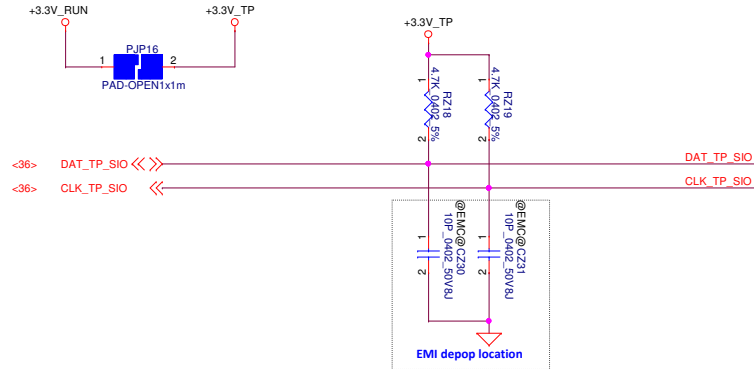 +3.3V_RUN
+3.3V_TP
PJP16
1
2
PAD-OPEN1x1m
+3.3V_TP
1
4.7K_0402_5%
RZ18
2
1
4.7K_0402_5%
RZ19
2
<36>
DAT_TP_SIO
DAT_TP_SIO
<36>
CLK_TP_SIO
CLK_TP_SIO
1
@EMC@CZ30
10P_0402_50V8J
2
1
@EMC@CZ31
10P_0402_50V8J
2
EMI depop location